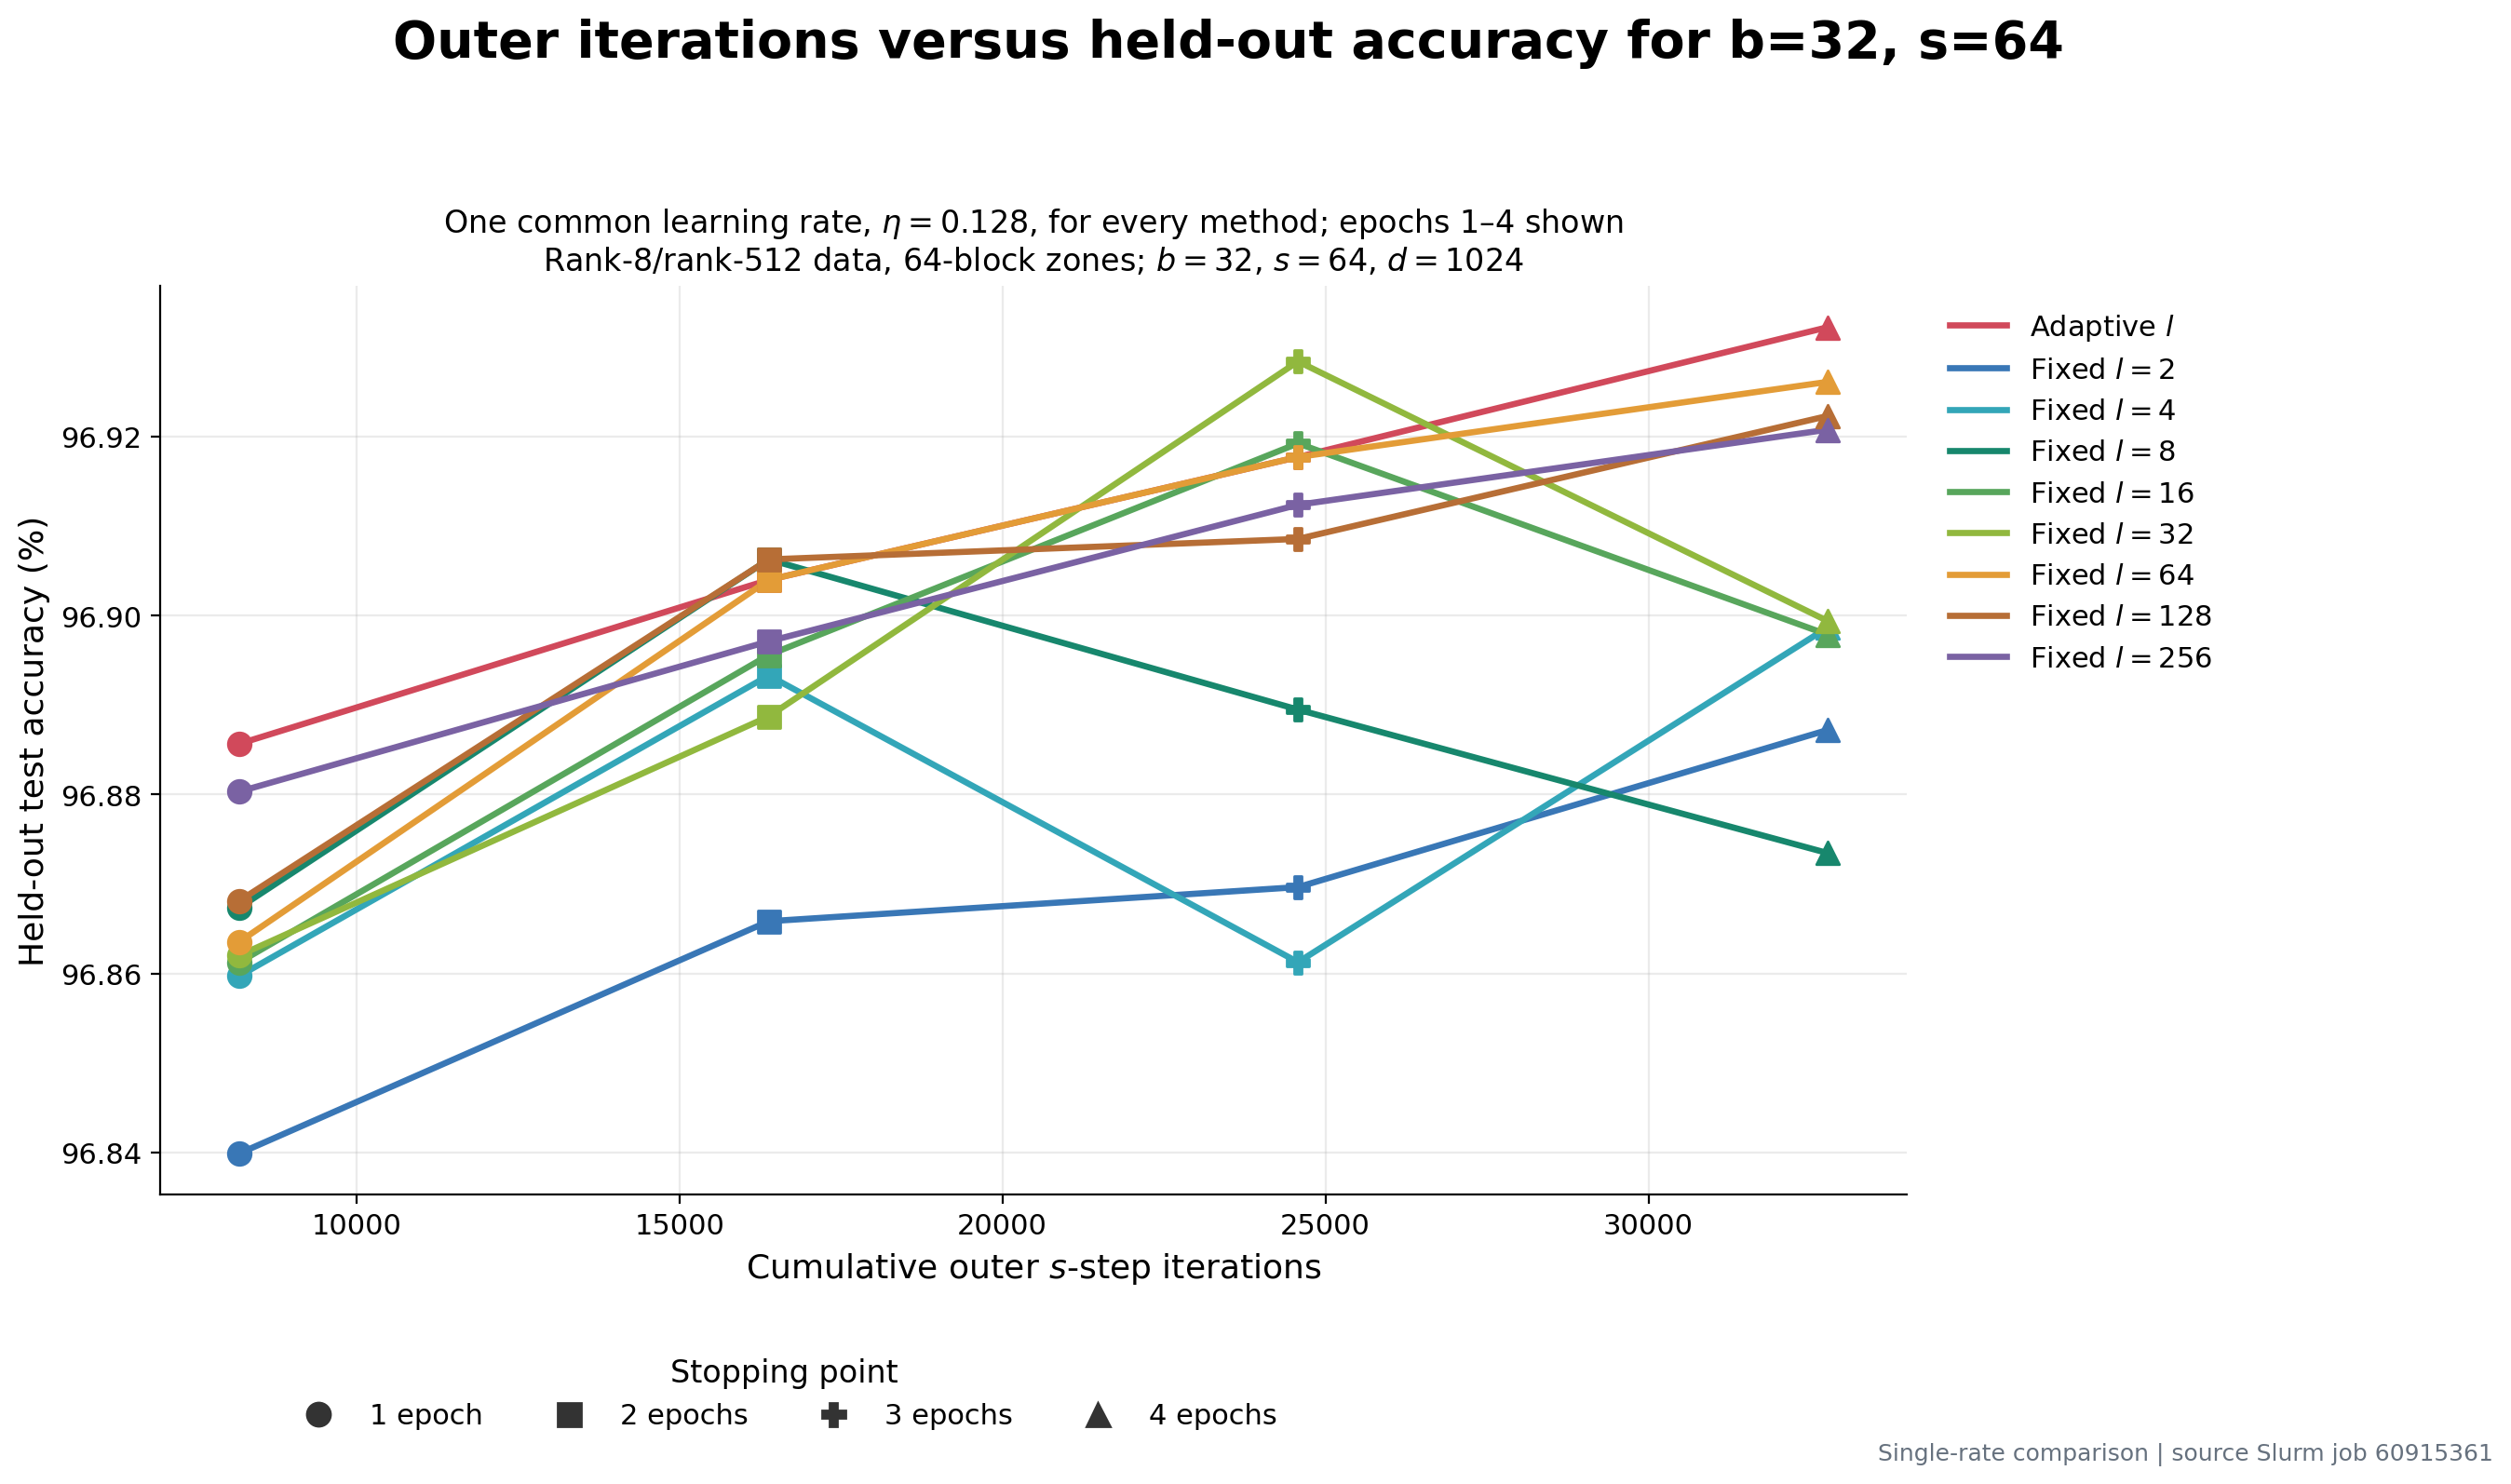 Outer iterations versus held-out accuracy for b=32, s=64
One common learning rate, η = 0.128, for every method; epochs 1–4 shown
Rank-8/rank-512 data, 64-block zones; b = 32, s = 64, d = 1024
Held-out test accuracy (%)
96.92
96.90
96.88
96.86
96.84
10000
15000
20000
25000
30000
Cumulative outer s-step iterations
Adaptive l
Fixed l = 2
Fixed l = 4
Fixed l = 8
Fixed l = 16
Fixed l = 32
Fixed l = 64
Fixed l = 128
Fixed l = 256
Stopping point
1 epoch
2 epochs
3 epochs
4 epochs
Single-rate comparison | source Slurm job 60915361